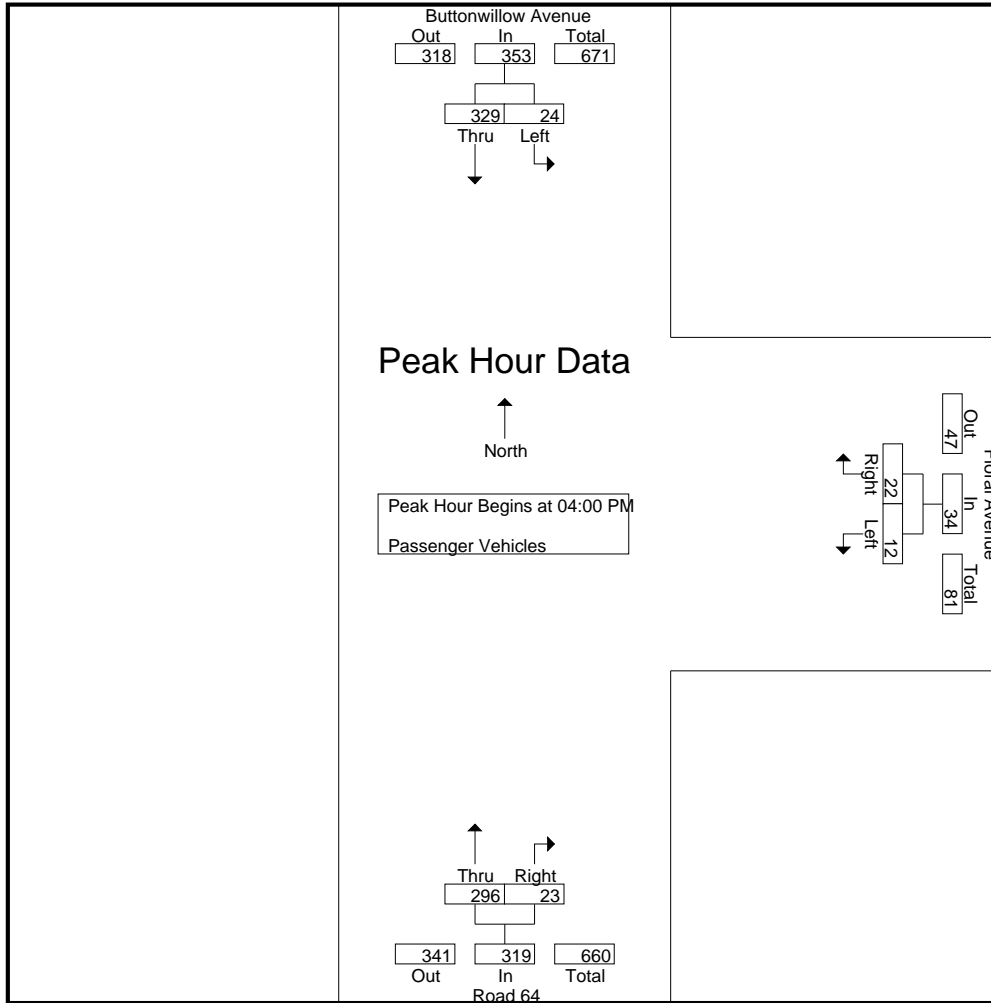 Buttonwillow Avenue
Out In Total
318 353 671
329 24
Thru Left
Peak Hour Data
North
Peak Hour Begins at 04:00 PM
Passenger Vehicles
Floral Avenue
Out In Total
47 34 81
22 12
Right Left
Thru Right
296 23
341 319 660
Out In Total
Road 64